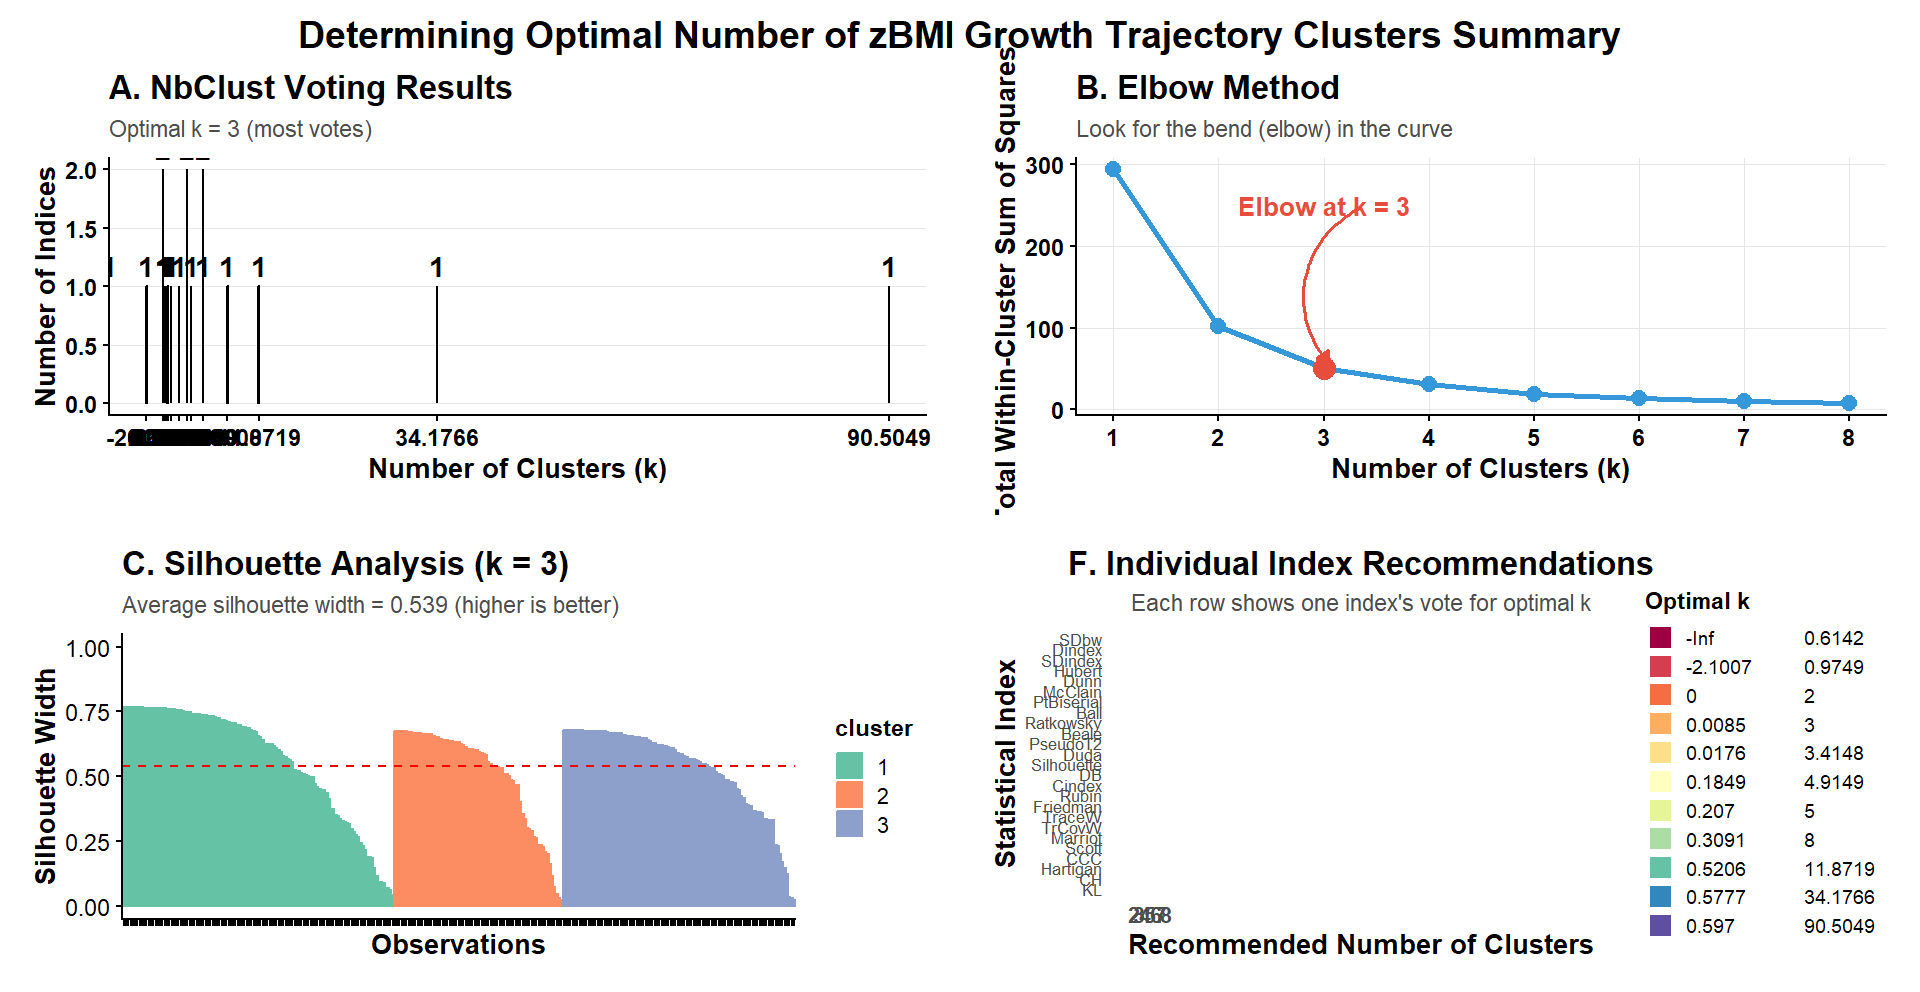 Determining Optimal Number of zBMI Growth Trajectory Clusters Summary
A. NbClust Voting Results
Optimal k = 3 (most votes)
Number of Indices
2.0
1.5
1.0
0.5
0.0
1
1
1
1
1
34.1766
90.5049
Number of Clusters (k)
B. Elbow Method
Look for the bend (elbow) in the curve
otal Within-Cluster Sum of Squares
300
200
100
0
Elbow at k = 3
1 2 3 4 5 6 7 8
Number of Clusters (k)
C. Silhouette Analysis (k = 3)
Average silhouette width = 0.539 (higher is better)
Silhouette Width
1.00
0.75
0.50
0.25
0.00
Observations
cluster
1
2
3
F. Individual Index Recommendations
Each row shows one index's vote for optimal k
Statistical Index
SDbw
Dindex
SDindex
Hubert
Dunn
McClain
PtBiserial
Ball
Ratkowsky
Beale
PseudoT2
Duda
Silhouette
DB
Cindex
Rubin
Friedman
TraceW
TrCovW
Marriot
Scott
CCC
Hartigan
CH
KL
Recommended Number of Clusters
Optimal k
-Inf 0.6142
-2.1007 0.9749
0 2
0.0085 3
0.0176 3.4148
0.1849 4.9149
0.207 5
0.3091 8
0.5206 11.8719
0.5777 34.1766
0.597 90.5049